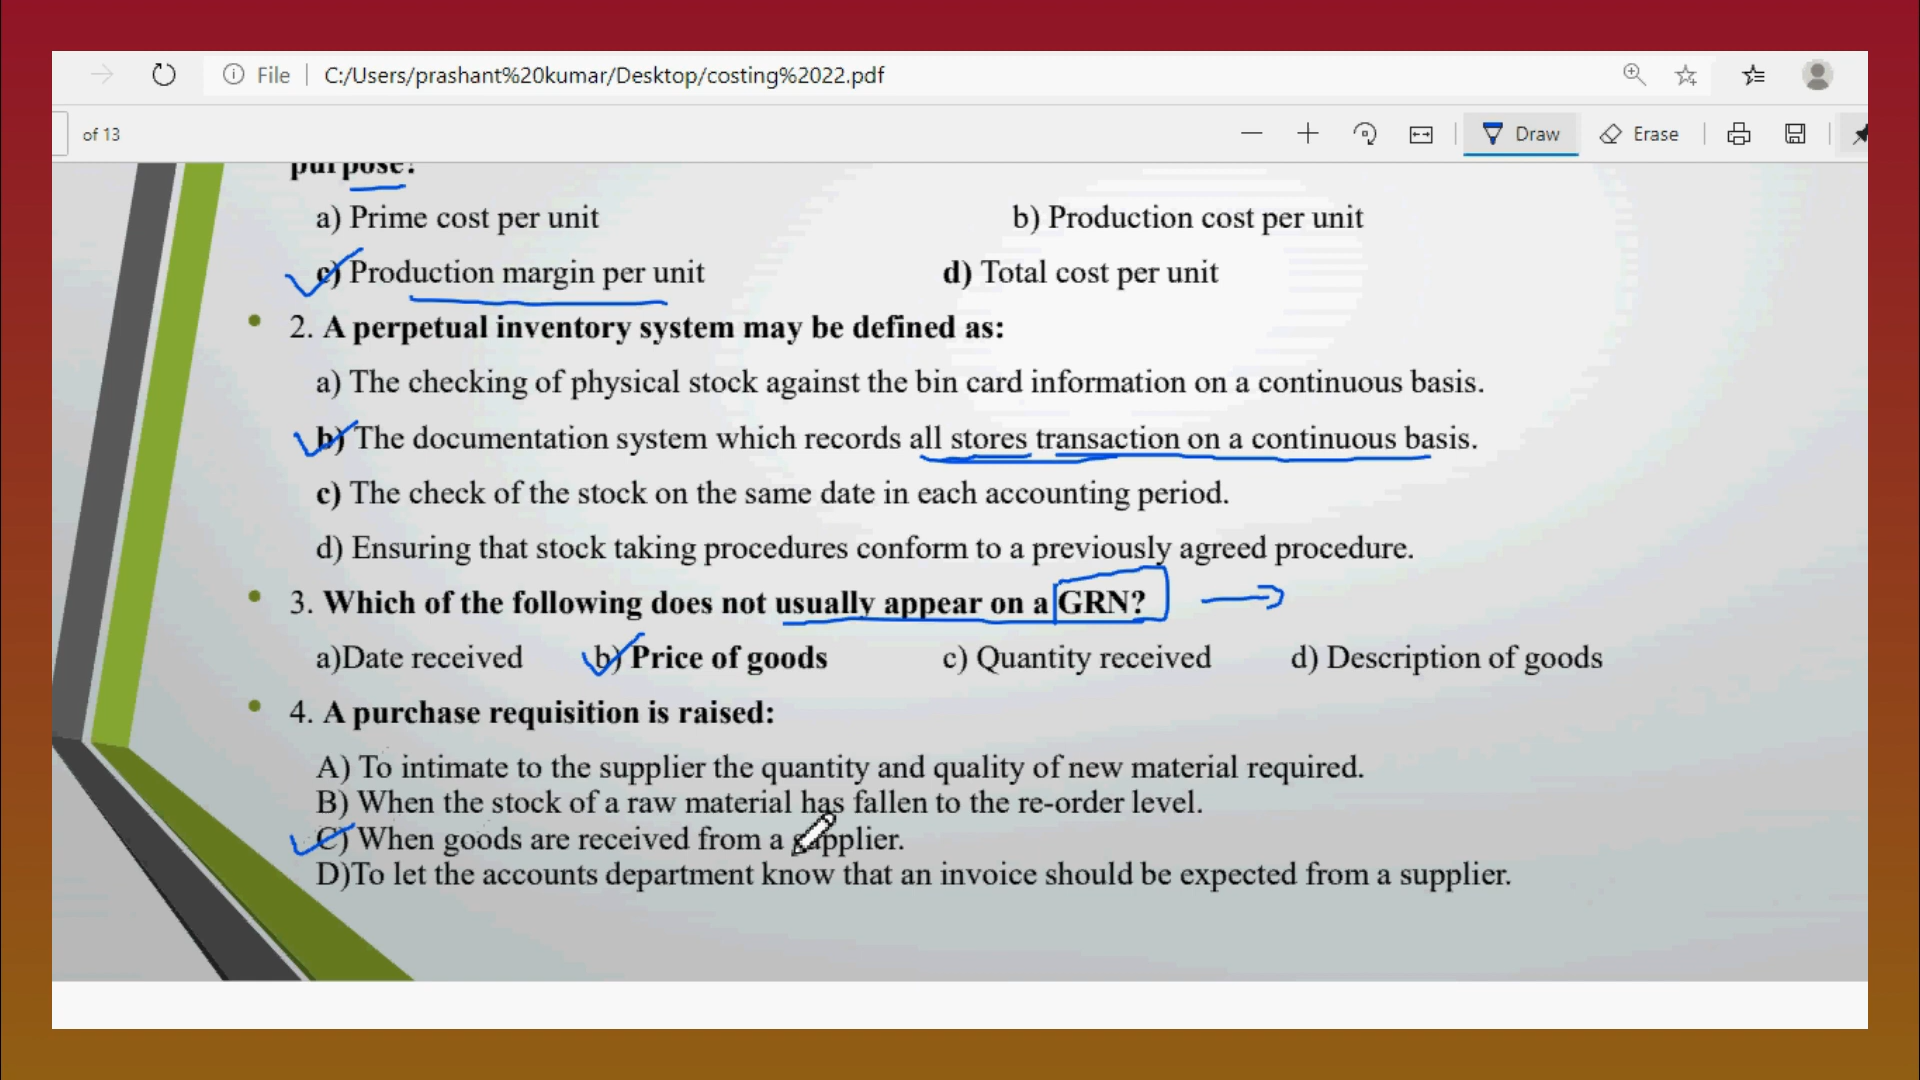 File | C:/Users/prashant%20kumar/Desktop/costing%2022.pdf
of 13 Draw Erase
purpose:
a) Prime cost per unit b) Production cost per unit
c) Production margin per unit d) Total cost per unit
2. A perpetual inventory system may be defined as:
a) The checking of physical stock against the bin card information on a continuous basis.
b) The documentation system which records all stores transaction on a continuous basis.
c) The check of the stock on the same date in each accounting period.
d) Ensuring that stock taking procedures conform to a previously agreed procedure.
3. Which of the following does not usually appear on a GRN?
a)Date received b) Price of goods c) Quantity received d) Description of goods
4. A purchase requisition is raised:
A) To intimate to the supplier the quantity and quality of new material required.
B) When the stock of a raw material has fallen to the re-order level.
C) When goods are received from a supplier.
D)To let the accounts department know that an invoice should be expected from a supplier.